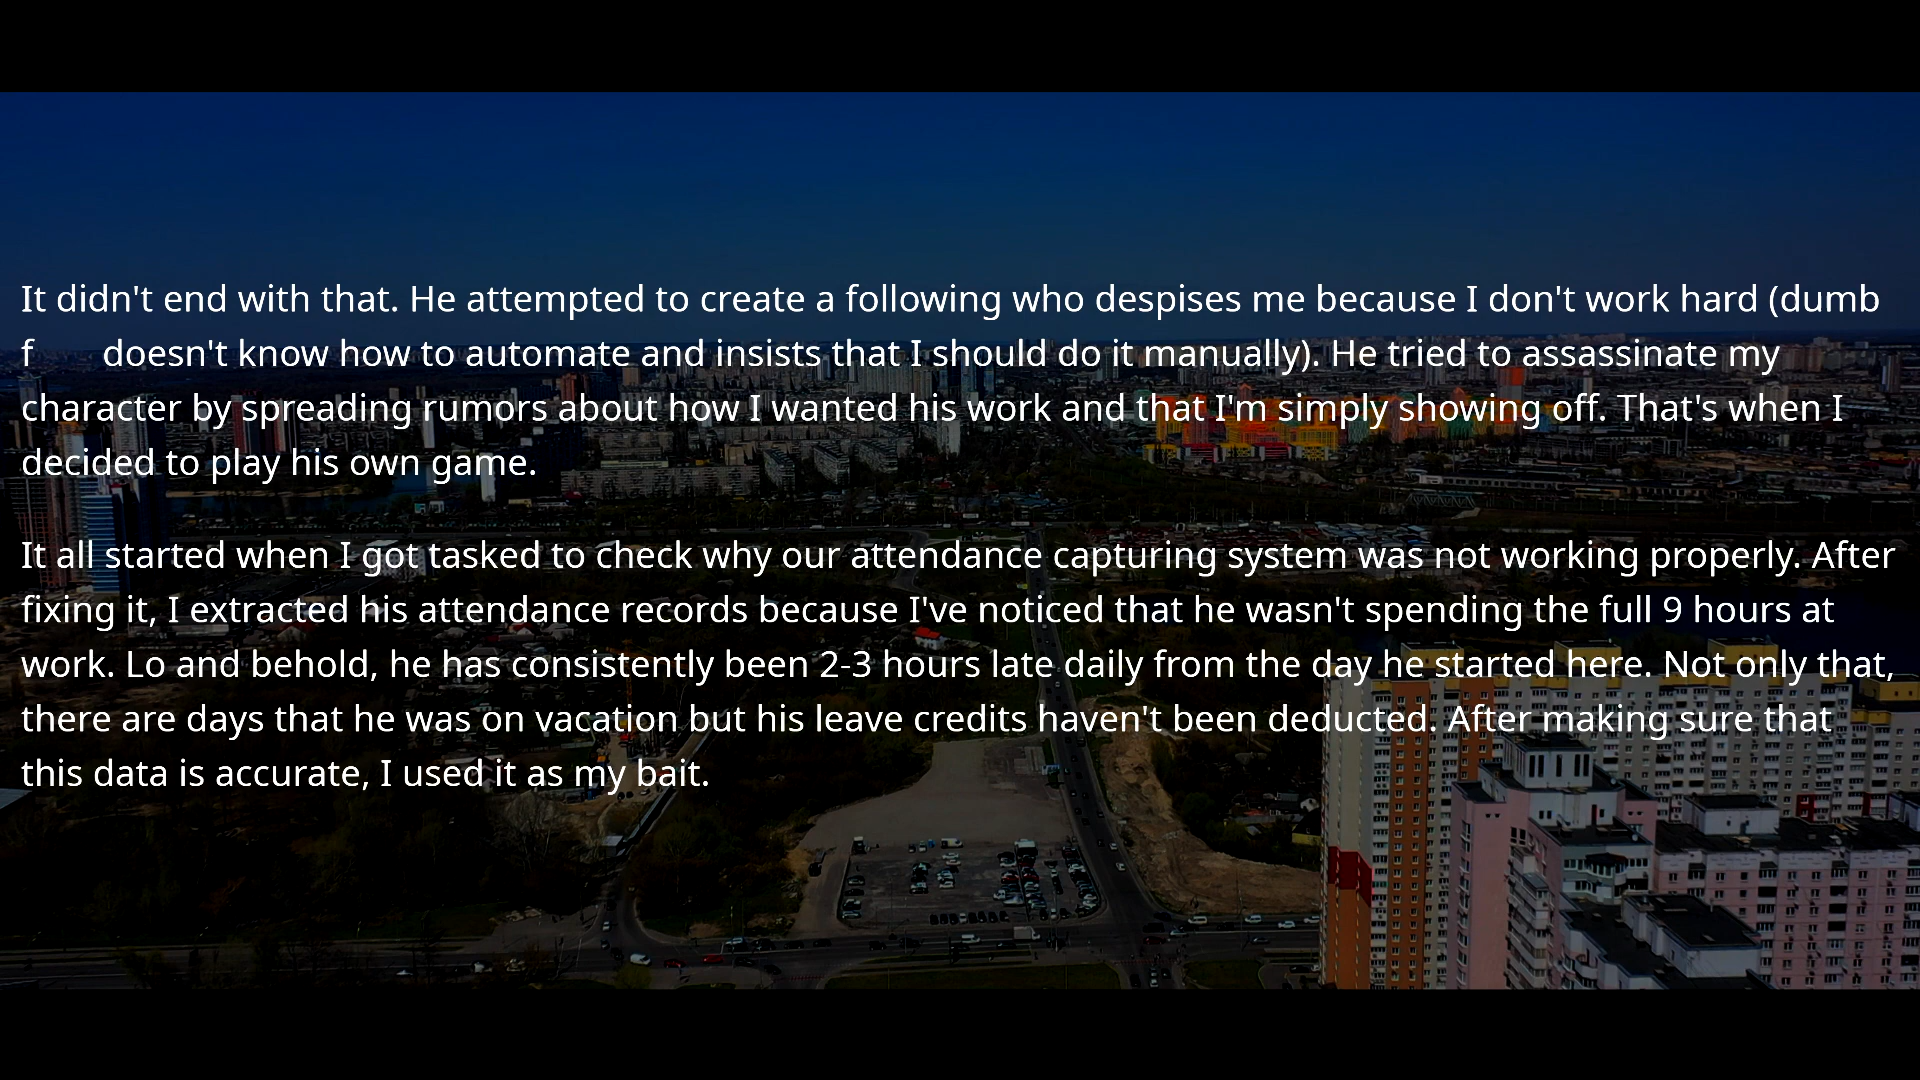 It didn't end with that. He attempted to create a following who despises me because I don't work hard (dumb
f doesn't know how to automate and insists that I should do it manually). He tried to assassinate my
character by spreading rumors about how I wanted his work and that I'm simply showing off. That's when I
decided to play his own game.
It all started when I got tasked to check why our attendance capturing system was not working properly. After
fixing it, I extracted his attendance records because I've noticed that he wasn't spending the full 9 hours at
work. Lo and behold, he has consistently been 2-3 hours late daily from the day he started here. Not only that,
there are days that he was on vacation but his leave credits haven't been deducted. After making sure that
this data is accurate, I used it as my bait.